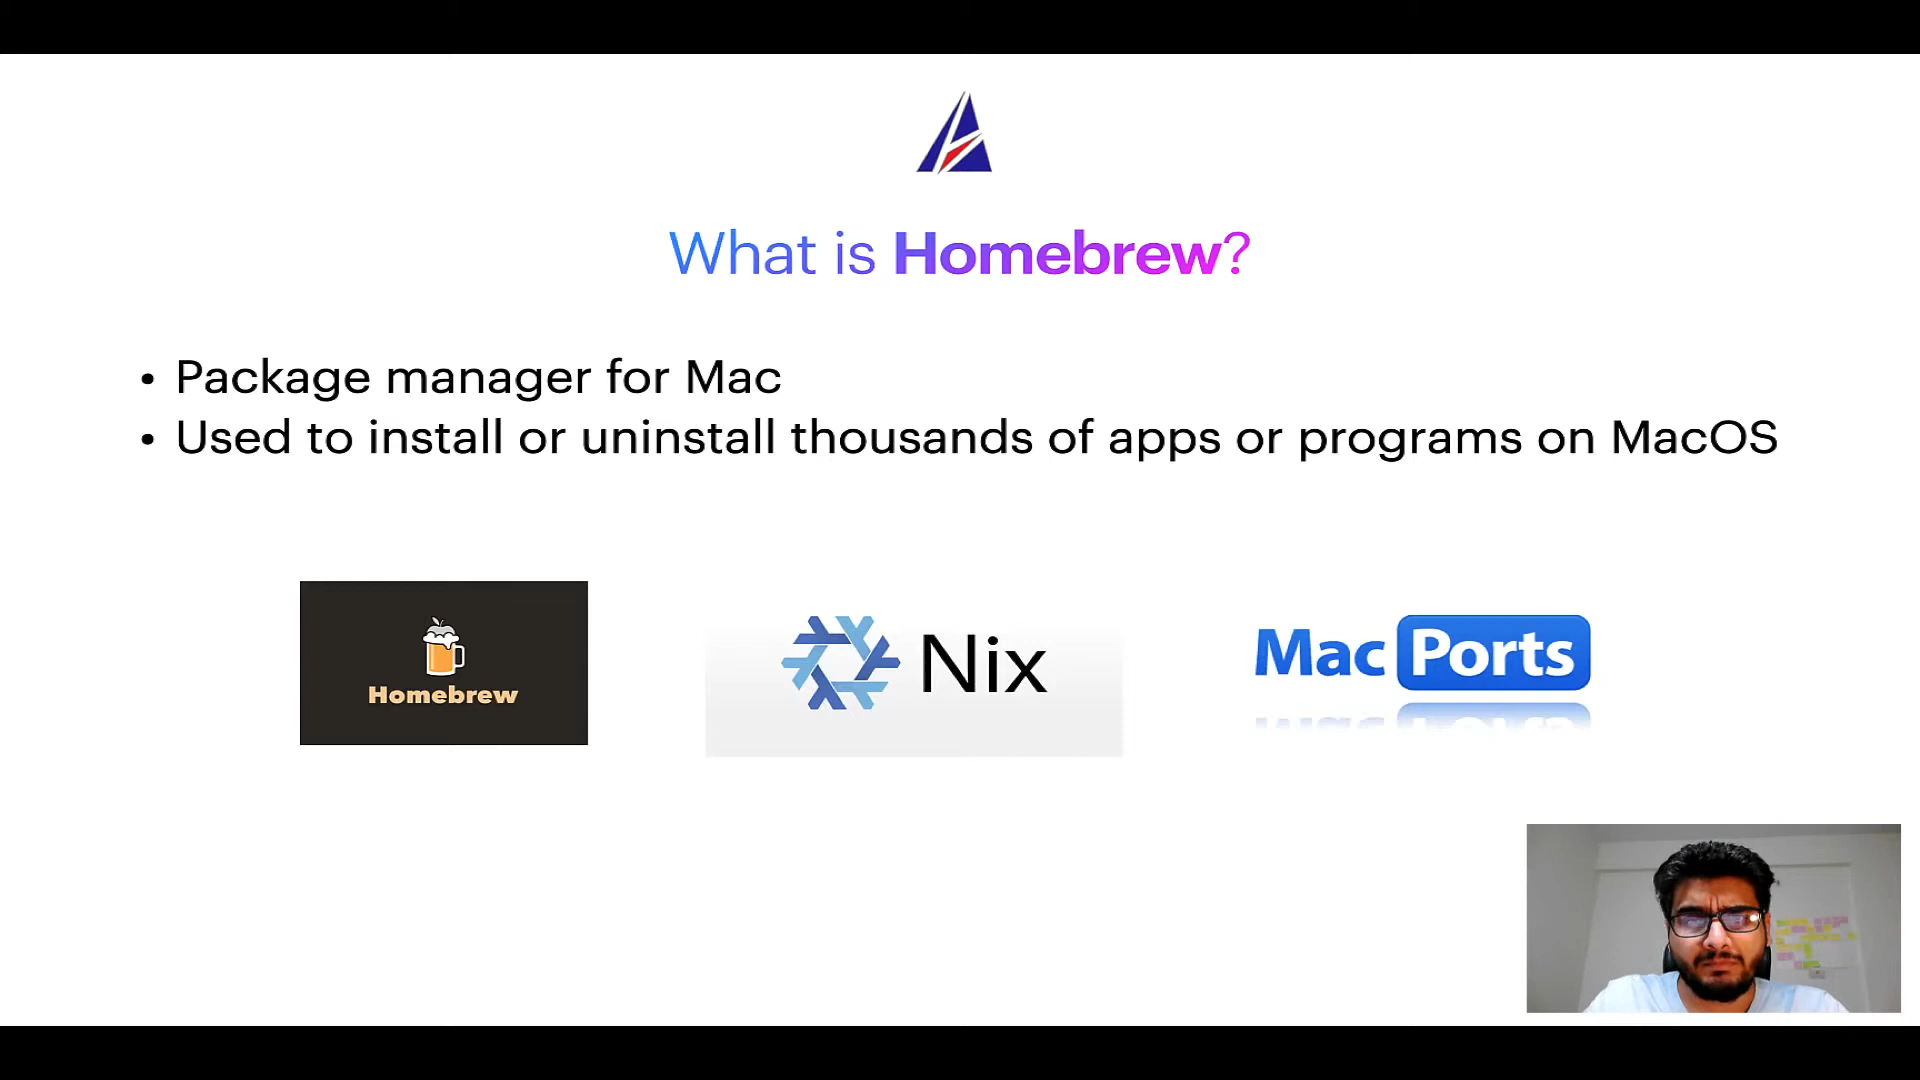 What is Homebrew?
• Package manager for Mac
• Used to install or uninstall thousands of apps or programs on MacOS
Homebrew
Nix
Mac Ports